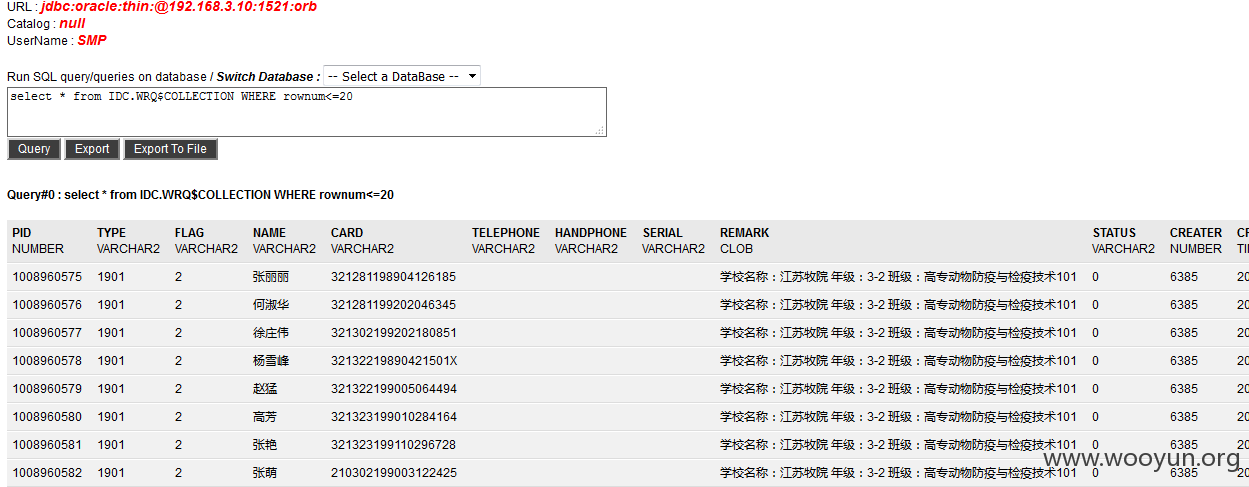 URL : jdbc:oracle:thin:@192.168.3.10:1521:orb
Catalog : null
UserName : SMP
Run SQL query/queries on database / Switch Database : -- Select a DataBase --
select * from IDC.WRQ$COLLECTION WHERE rownum<=20
Query Export Export To File
Query#0 : select * from IDC.WRQ$COLLECTION WHERE rownum<=20
PID TYPE FLAG NAME CARD TELEPHONE HANDPHONE SERIAL REMARK STATUS CREATER
NUMBER VARCHAR2 VARCHAR2 VARCHAR2 VARCHAR2 VARCHAR2 VARCHAR2 VARCHAR2 CLOB VARCHAR2 NUMBER
1008960575 1901 2 张丽丽 321281198904126185 学校名称：江苏牧院 年级：3-2 班级：高专动物防疫与检疫技术101 0 6385 20
1008960576 1901 2 何淑华 321281199202046345 学校名称：江苏牧院 年级：3-2 班级：高专动物防疫与检疫技术101 0 6385 20
1008960577 1901 2 徐庄伟 321302199202180851 学校名称：江苏牧院 年级：3-2 班级：高专动物防疫与检疫技术101 0 6385 20
1008960578 1901 2 杨雪峰 32132219890421501X 学校名称：江苏牧院 年级：3-2 班级：高专动物防疫与检疫技术101 0 6385 20
1008960579 1901 2 赵猛 321322199005064494 学校名称：江苏牧院 年级：3-2 班级：高专动物防疫与检疫技术101 0 6385 20
1008960580 1901 2 高芳 321323199010284164 学校名称：江苏牧院 年级：3-2 班级：高专动物防疫与检疫技术101 0 6385 20
1008960581 1901 2 张艳 321323199110296728 学校名称：江苏牧院 年级：3-2 班级：高专动物防疫与检疫技术101 0 6385 20
1008960582 1901 2 张萌 210302199003122425 学校名称：江苏牧院 年级：3-2 班级：高专动物防疫与检疫技术101 0 6385 20
www.wooyun.org